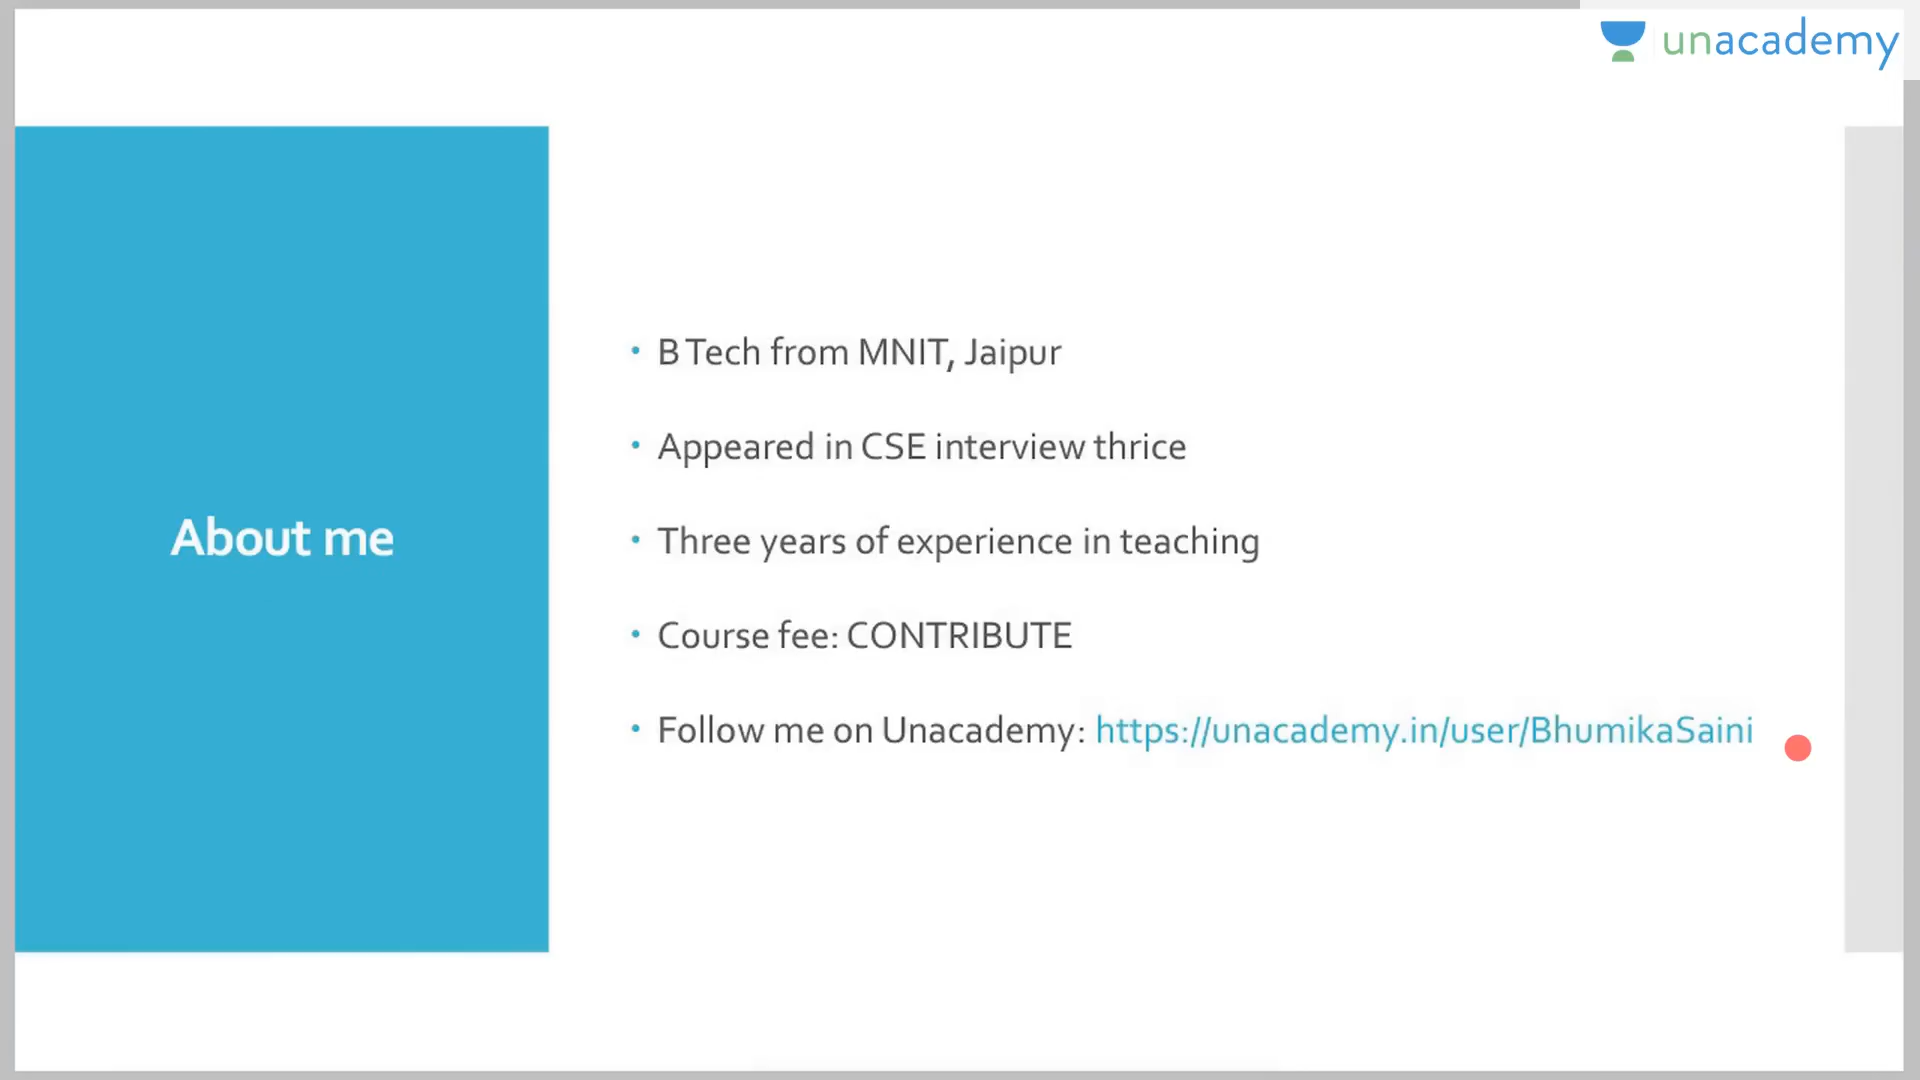 unacademy
About me
• B Tech from MNIT, Jaipur
• Appeared in CSE interview thrice
• Three years of experience in teaching
• Course fee: CONTRIBUTE
• Follow me on Unacademy: https://unacademy.in/user/BhumikaSaini